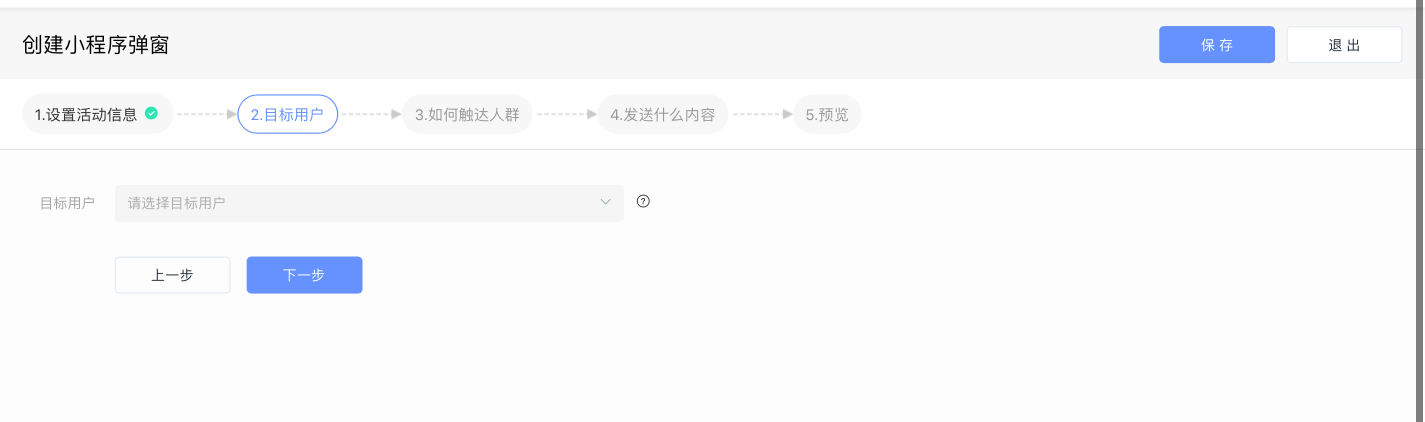 创建小程序弹窗
保 存
退 出
1.设置活动信息
2.目标用户
3.如何触达人群
4.发送什么内容
5.预览
目标用户
请选择目标用户
上一步
下一步